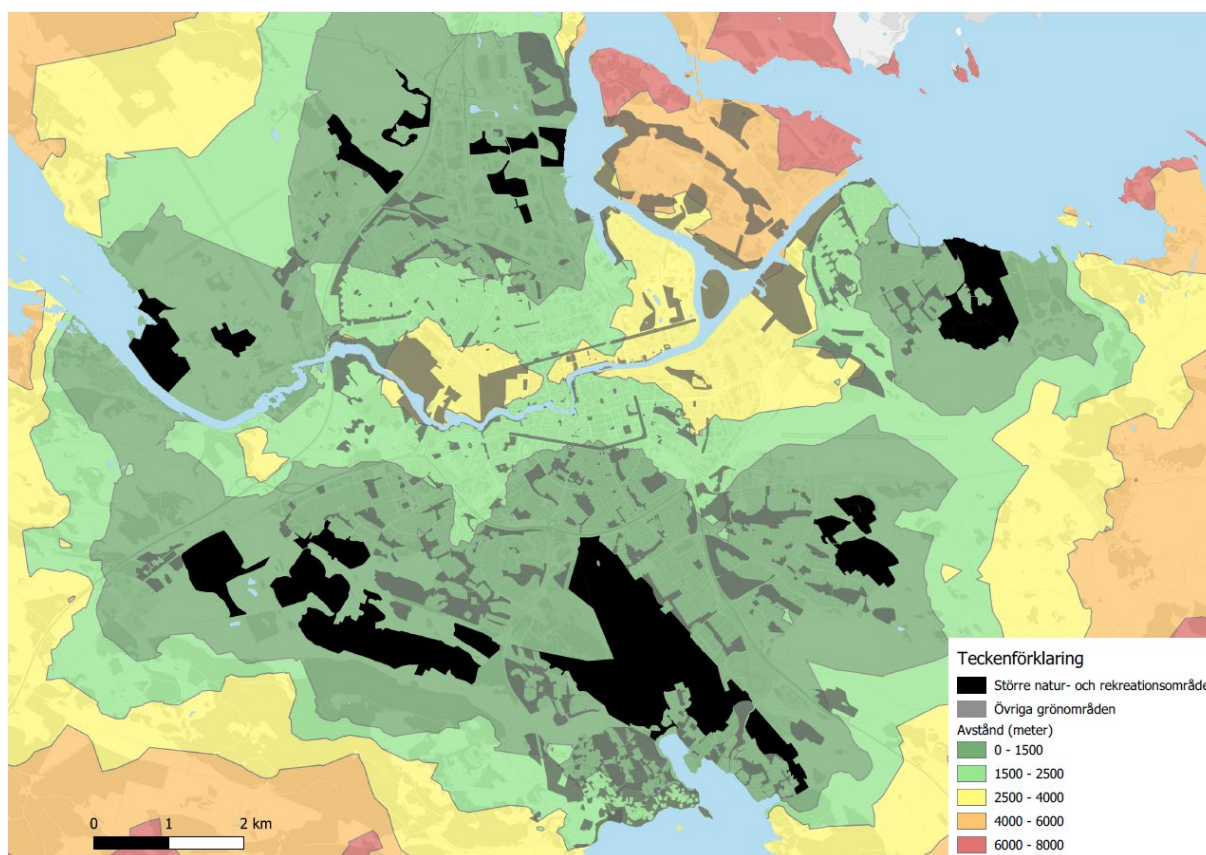 Teckenförklaring
Större natur- och rekreationsområde
Övriga grönområden
Avstånd (meter)
0 - 1500
1500 - 2500
2500 - 4000
4000 - 6000
6000 - 8000
0 1 2 km